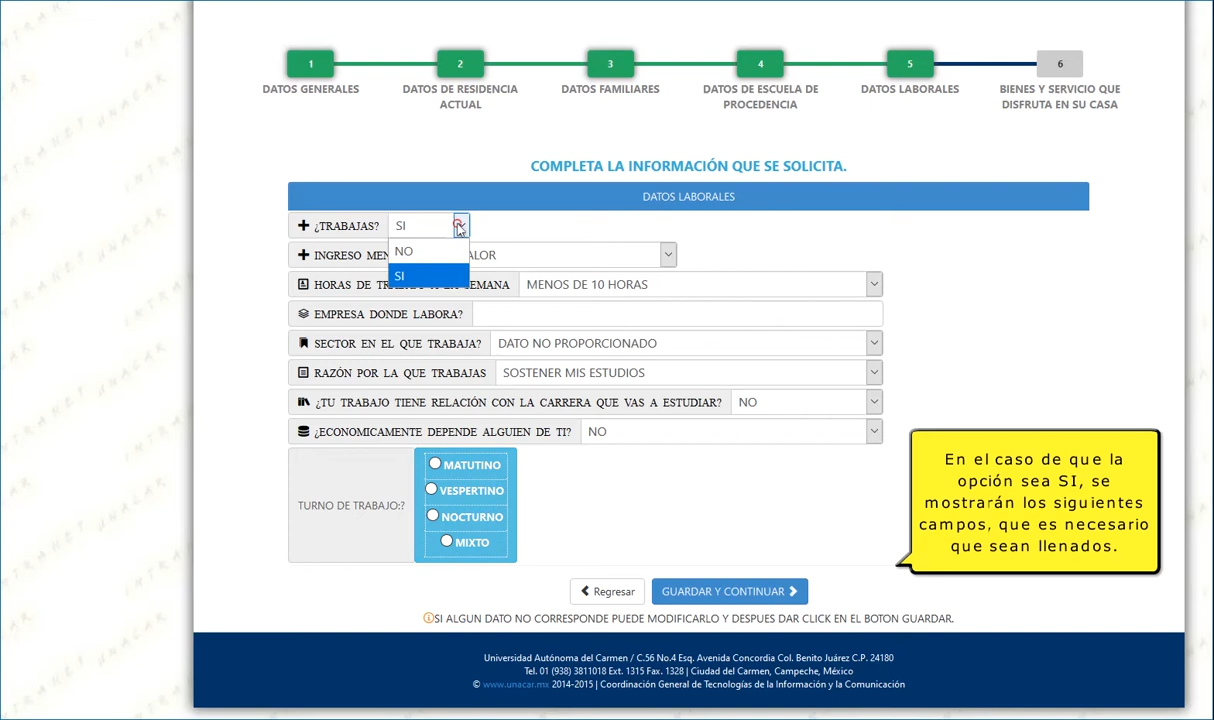 1
2
3
4
5
6
DATOS GENERALES
DATOS DE RESIDENCIA
ACTUAL
DATOS FAMILIARES
DATOS DE ESCUELA DE
PROCEDENCIA
DATOS LABORALES
BIENES Y SERVICIO QUE
DISFRUTA EN SU CASA
COMPLETA LA INFORMACIÓN QUE SE SOLICITA.
DATOS LABORALES
¿TRABAJAS? SI
NO
SI
INGRESO MEN ALOR
HORAS DE SEMANA MENOS DE 10 HORAS
EMPRESA DONDE LABORA?
SECTOR EN EL QUE TRABAJA? DATO NO PROPORCIONADO
RAZÓN POR LA QUE TRABAJAS SOSTENER MIS ESTUDIOS
¿TU TRABAJO TIENE RELACIÓN CON LA CARRERA QUE VAS A ESTUDIAR? NO
¿ECONOMICAMENTE DEPENDE ALGUIEN DE TI? NO
TURNO DE TRABAJO:?
MATUTINO
VESPERTINO
NOCTURNO
MIXTO
En el caso de que la
opción sea SI, se
mostrarán los siguientes
campos, que es necesario
que sean llenados.
Regresar
GUARDAR Y CONTINUAR
SI ALGUN DATO NO CORRESPONDE PUEDE MODIFICARLO Y DESPUES DAR CLICK EN EL BOTON GUARDAR.
Universidad Autónoma del Carmen / C.56 No.4 Esq. Avenida Concordia Col. Benito Juárez C.P. 24180
Tel. 01 (938) 3811018 Ext. 1315 Fax. 1328 | Ciudad del Carmen, Campeche, México
© www.unacar.mx 2014-2015 | Coordinación General de Tecnologías de la Información y la Comunicación